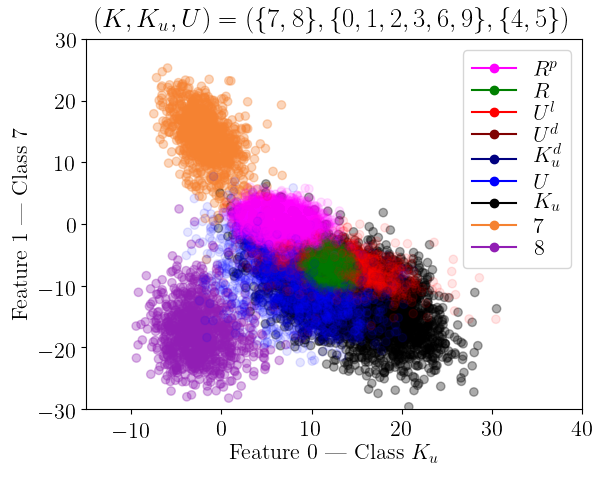 (K, K_u, U) = ({7, 8}, {0, 1, 2, 3, 6, 9}, {4, 5})
30
20
10
0
−10
−20
−30
Feature 1 — Class 7
R^p
R
U^l
U^d
K_u^d
U
K_u
7
8
−10
0
10
20
30
40
Feature 0 — Class K_u